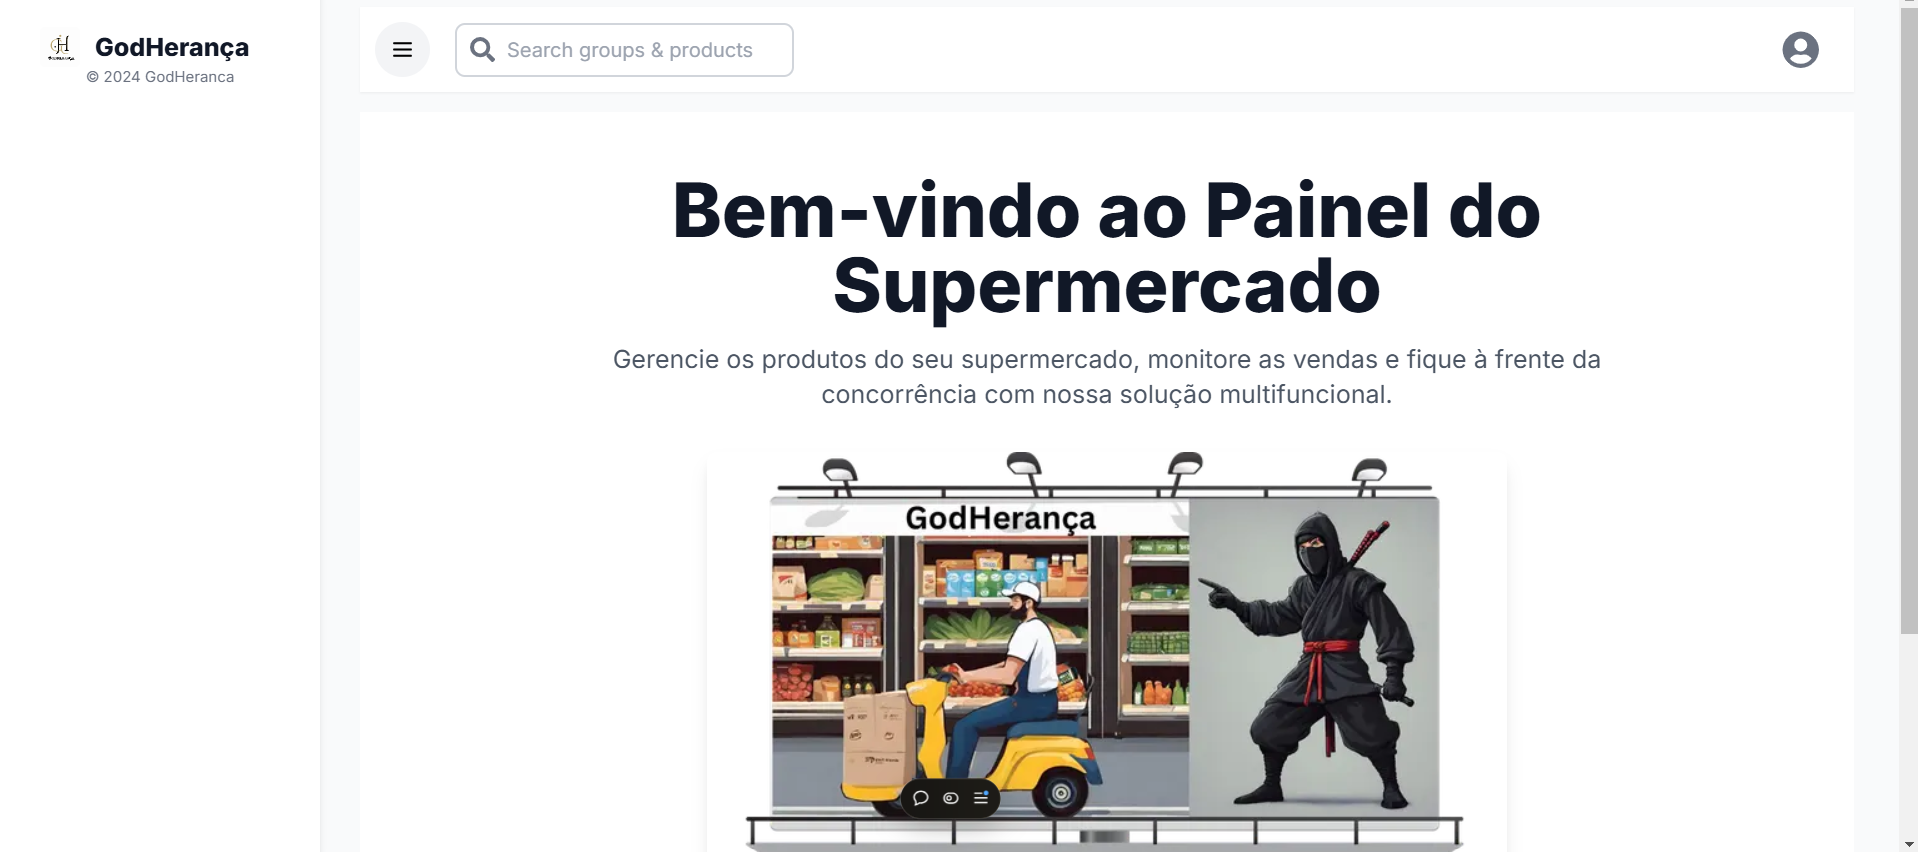 GodHerança
© 2024 GodHeranca
Search groups & products
Bem-vindo ao Painel do
Supermercado
Gerencie os produtos do seu supermercado, monitore as vendas e fique à frente da
concorrência com nossa solução multifuncional.
GodHerança